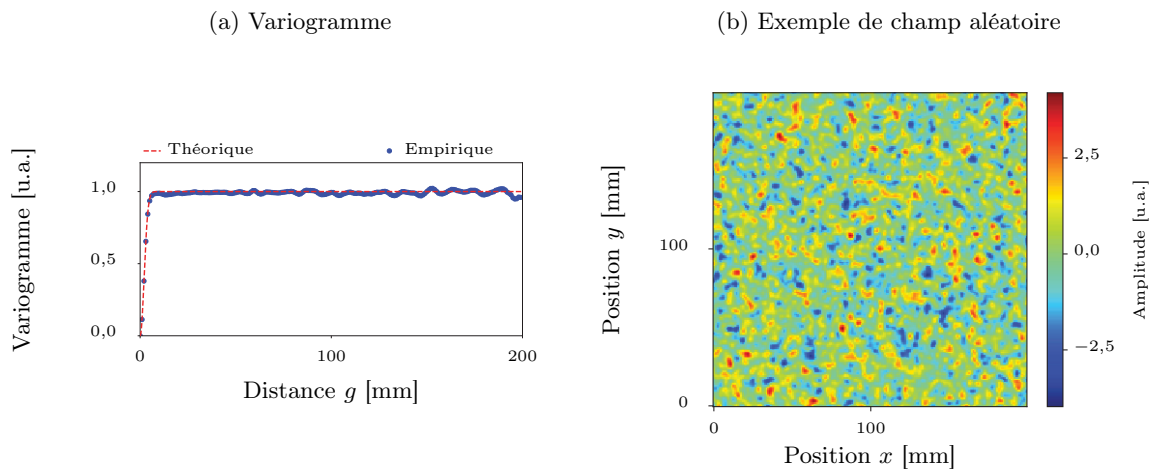 (a) Variogramme
Théorique
Empirique
1,0
0,5
0,0
0
100
200
Variogramme [u.a.]
Distance g [mm]
(b) Exemple de champ aléatoire
100
0
0
100
Position y [mm]
Position x [mm]
2,5
0,0
−2,5
Amplitude [u.a.]